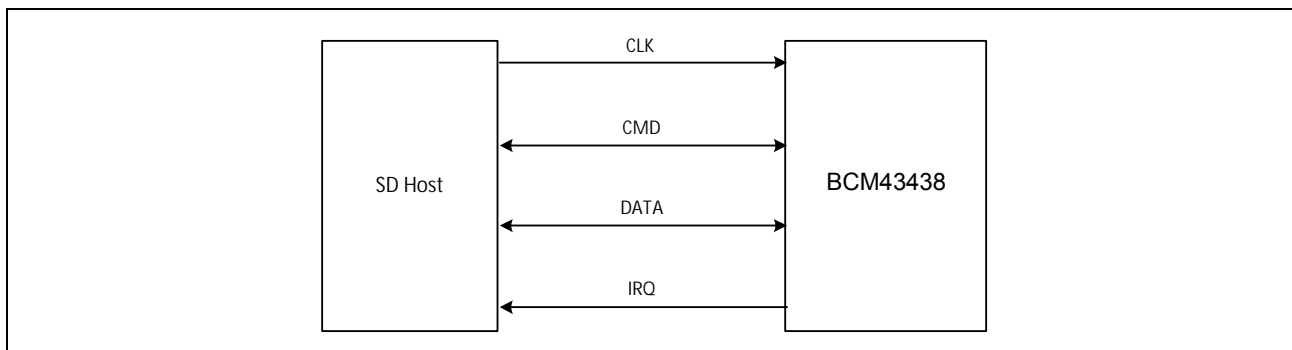 CLK
CMD
SD Host
BCM43438
DATA
IRQ